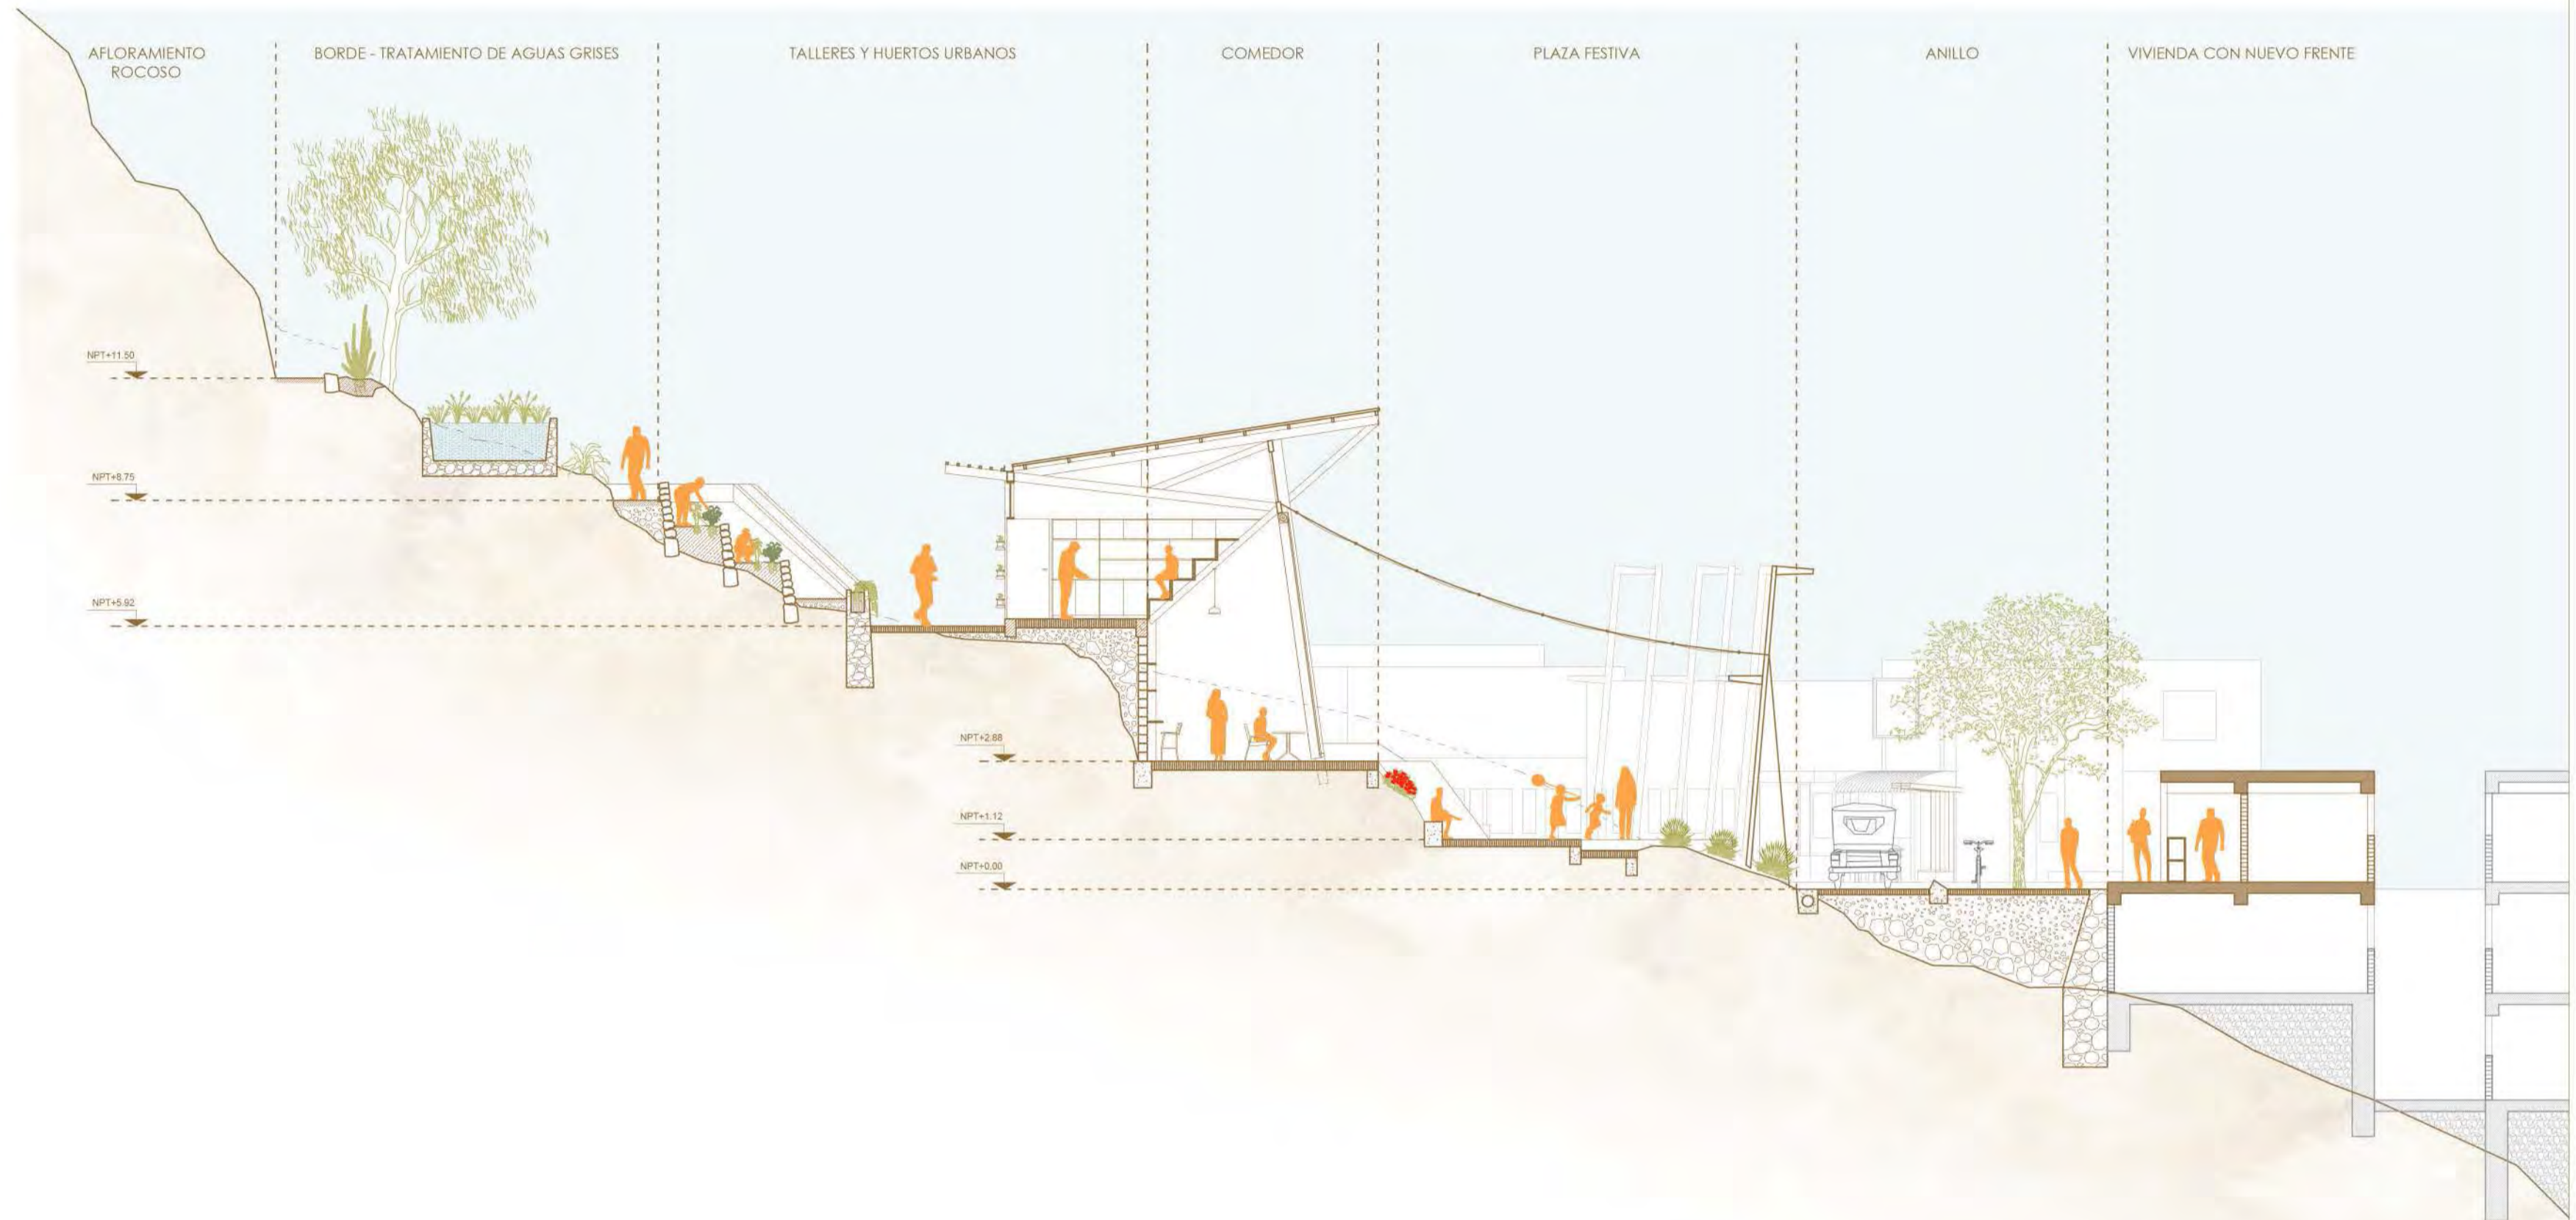 AFLORAMIENTO
ROCOSO
BORDE - TRATAMIENTO DE AGUAS GRISES
TALLERES Y HUERTOS URBANOS
COMEDOR
PLAZA FESTIVA
ANILLO
VIVIENDA CON NUEVO FRENTE
NPT+11.50
NPT+8.75
NPT+5.92
NPT+2.88
NPT+1.12
NPT+0.00